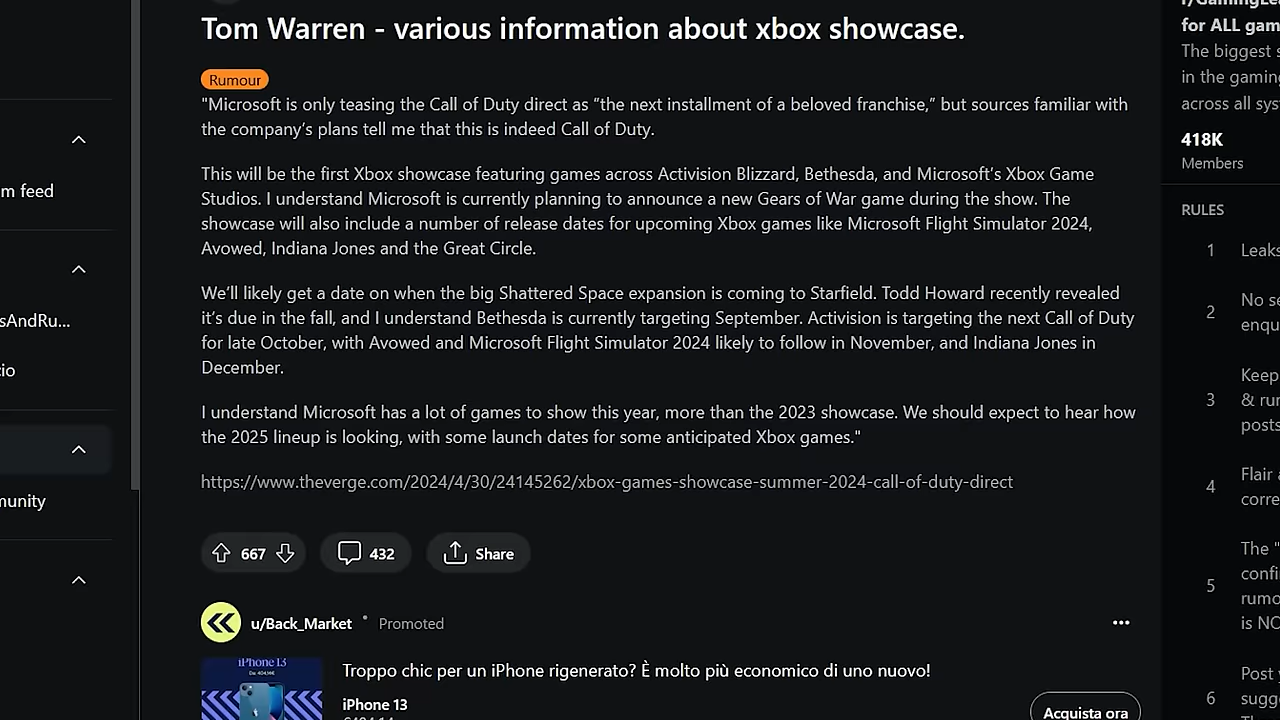 Tom Warren - various information about xbox showcase.
Rumour
"Microsoft is only teasing the Call of Duty direct as “the next installment of a beloved franchise,” but sources familiar with
the company’s plans tell me that this is indeed Call of Duty.
This will be the first Xbox showcase featuring games across Activision Blizzard, Bethesda, and Microsoft’s Xbox Game
Studios. I understand Microsoft is currently planning to announce a new Gears of War game during the show. The
showcase will also include a number of release dates for upcoming Xbox games like Microsoft Flight Simulator 2024,
Avowed, Indiana Jones and the Great Circle.
We’ll likely get a date on when the big Shattered Space expansion is coming to Starfield. Todd Howard recently revealed
it’s due in the fall, and I understand Bethesda is currently targeting September. Activision is targeting the next Call of Duty
for late October, with Avowed and Microsoft Flight Simulator 2024 likely to follow in November, and Indiana Jones in
December.
I understand Microsoft has a lot of games to show this year, more than the 2023 showcase. We should expect to hear how
the 2025 lineup is looking, with some launch dates for some anticipated Xbox games."
https://www.theverge.com/2024/4/30/24145262/xbox-games-showcase-summer-2024-call-of-duty-direct
667
432
Share
u/Back_Market • Promoted
iPhone 13
Troppo chic per un iPhone rigenerato? È molto più economico di uno nuovo!
iPhone 13
Acquista ora
m feed
sAndRu...
cio
munity
for ALL gam
The biggest s
in the gaming
across all sys
418K
Members
RULES
1 Leaks
2 No se
enqu
3 Keep
& rum
posts
4 Flair a
corre
5 The "
confi
rumo
is NO
6 Post y
sugg